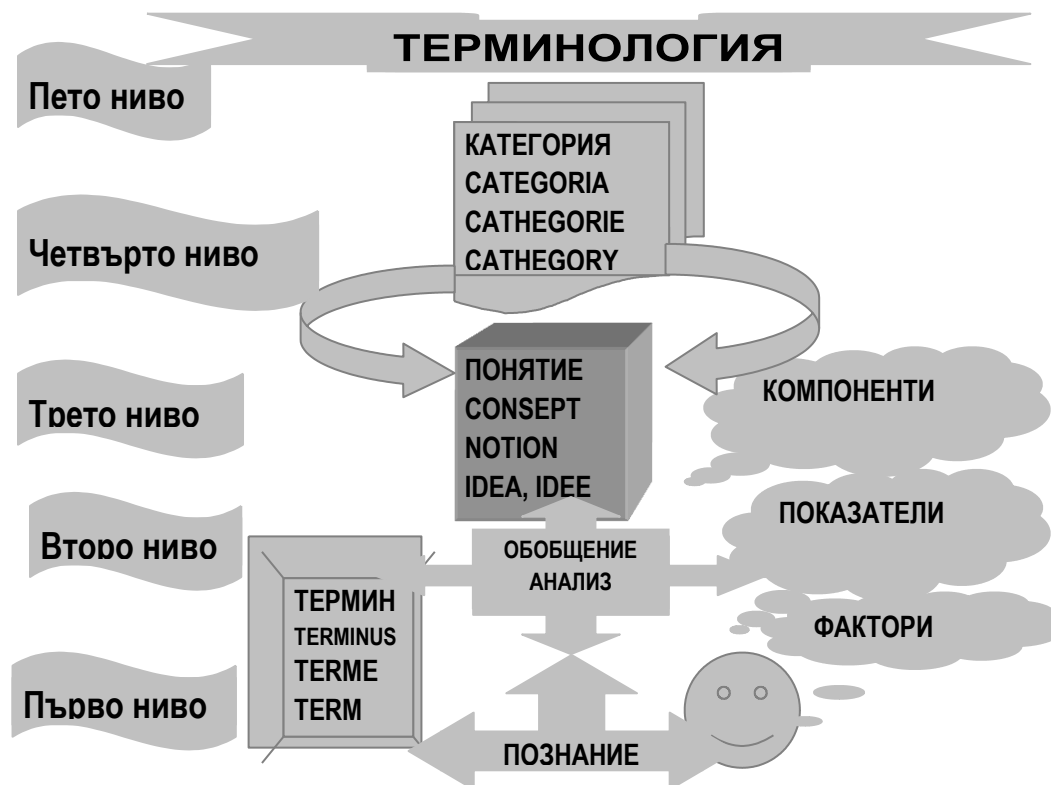 ТЕРМИНОЛОГИЯ
Пето ниво
КАТЕГОРИЯ
CATEGORIA
CATHEGORIE
CATHEGORY
Четвърто ниво
ПОНЯТИЕ
CONSEPT
NOTION
IDEA, IDEE
КОМПОНЕНТИ
Трето ниво
ПОКАЗАТЕЛИ
Второ ниво
ОБОБЩЕНИЕ
АНАЛИЗ
ТЕРМИН
TERMINUS
TERME
TERM
ФАКТОРИ
Първо ниво
ПОЗНАНИЕ